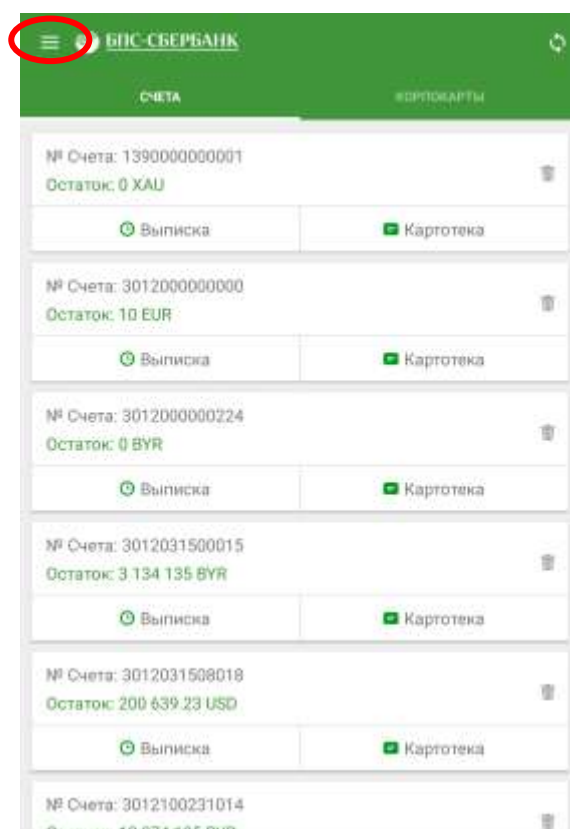 БПС-СБЕРБАНК
СЧЕТА
КОРПОКАРТЫ
№ Счета: 1390000000001
Остаток: 0 XAU
Выписка
Картотека
№ Счета: 3012000000000
Остаток: 10 EUR
Выписка
Картотека
№ Счета: 3012000000224
Остаток: 0 BYR
Выписка
Картотека
№ Счета: 3012031500015
Остаток: 3 134 135 BYR
Выписка
Картотека
№ Счета: 3012031508018
Остаток: 200 639.23 USD
Выписка
Картотека
№ Счета: 3012100231014